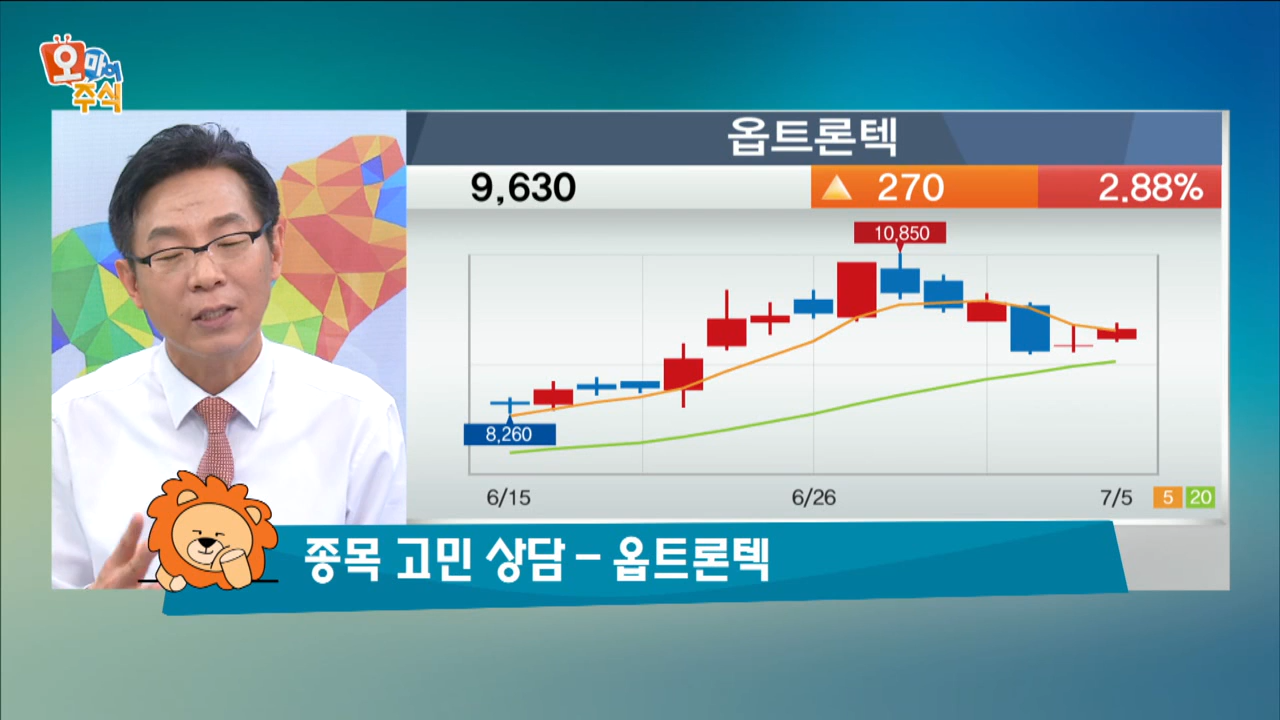 오마이
주식
옵트론텍
9,630 270 2.88%
10,850
8,260
6/15 6/26 7/5 5 20
종목 고민 상담 - 옵트론텍